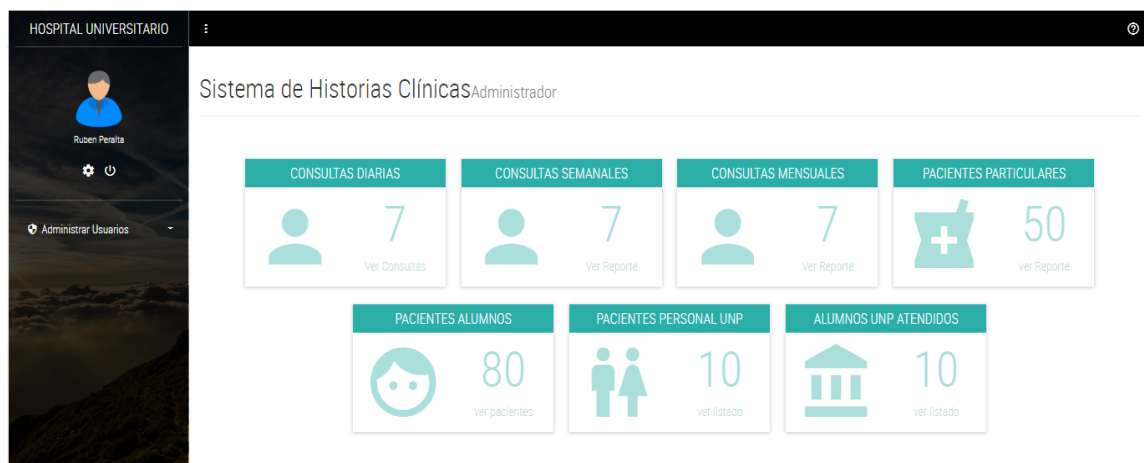 HOSPITAL UNIVERSITARIO
Ruben Peralta
Administrar Usuarios
Sistema de Historias Clínicas Administrador
CONSULTAS DIARIAS
7
Ver Consultas
CONSULTAS SEMANALES
7
Ver Reporte
CONSULTAS MENSUALES
7
Ver Reporte
PACIENTES PARTICULARES
50
ver Reporte
PACIENTES ALUMNOS
80
ver pacientes
PACIENTES PERSONAL UNP
10
ver listado
ALUMNOS UNP ATENDIDOS
10
ver listado